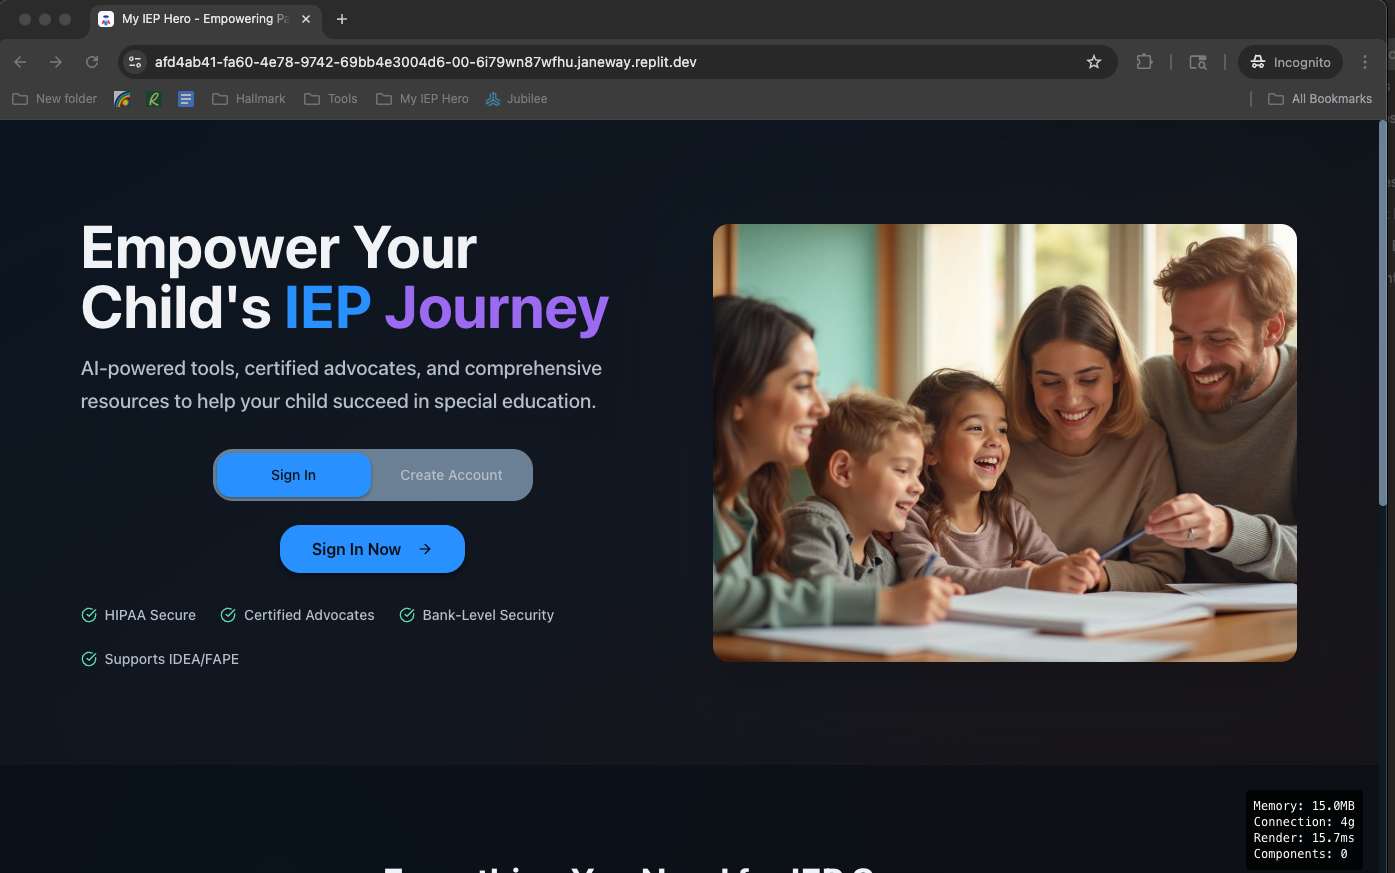 My IEP Hero - Empowering Pa
afd4ab41-fa60-4e78-9742-69bb4e3004d6-00-6i79wn87wfhu.janeway.replit.dev
Incognito
New folder
Hallmark
Tools
My IEP Hero
Jubilee
All Bookmarks
Empower Your
Child's IEP Journey
AI-powered tools, certified advocates, and comprehensive
resources to help your child succeed in special education.
Sign In
Create Account
Sign In Now
HIPAA Secure
Certified Advocates
Bank-Level Security
Supports IDEA/FAPE
Memory: 15.0MB
Connection: 4g
Render: 15.7ms
Components: 0